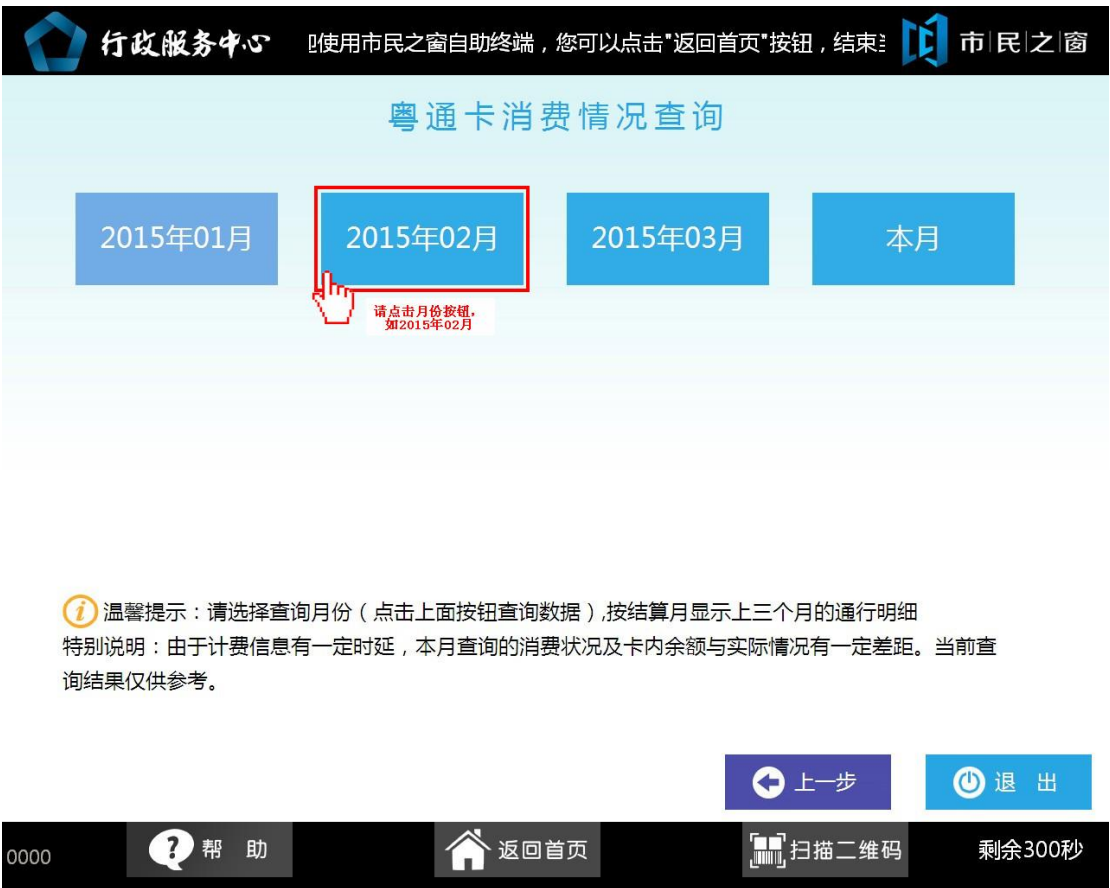 行政服务中心
使用市民之窗自助终端，您可以点击"返回首页"按钮，结束
市民之窗
粤通卡消费情况查询
2015年01月
2015年02月
2015年03月
本月
请点击月份按钮，
如2015年02月
i 温馨提示：请选择查询月份（点击上面按钮查询数据）,按结算月显示上三个月的通行明细
特别说明：由于计费信息有一定时延，本月查询的消费状况及卡内余额与实际情况有一定差距。当前查
询结果仅供参考。
上一步
退 出
0000
? 帮 助
返回首页
扫描二维码
剩余300秒